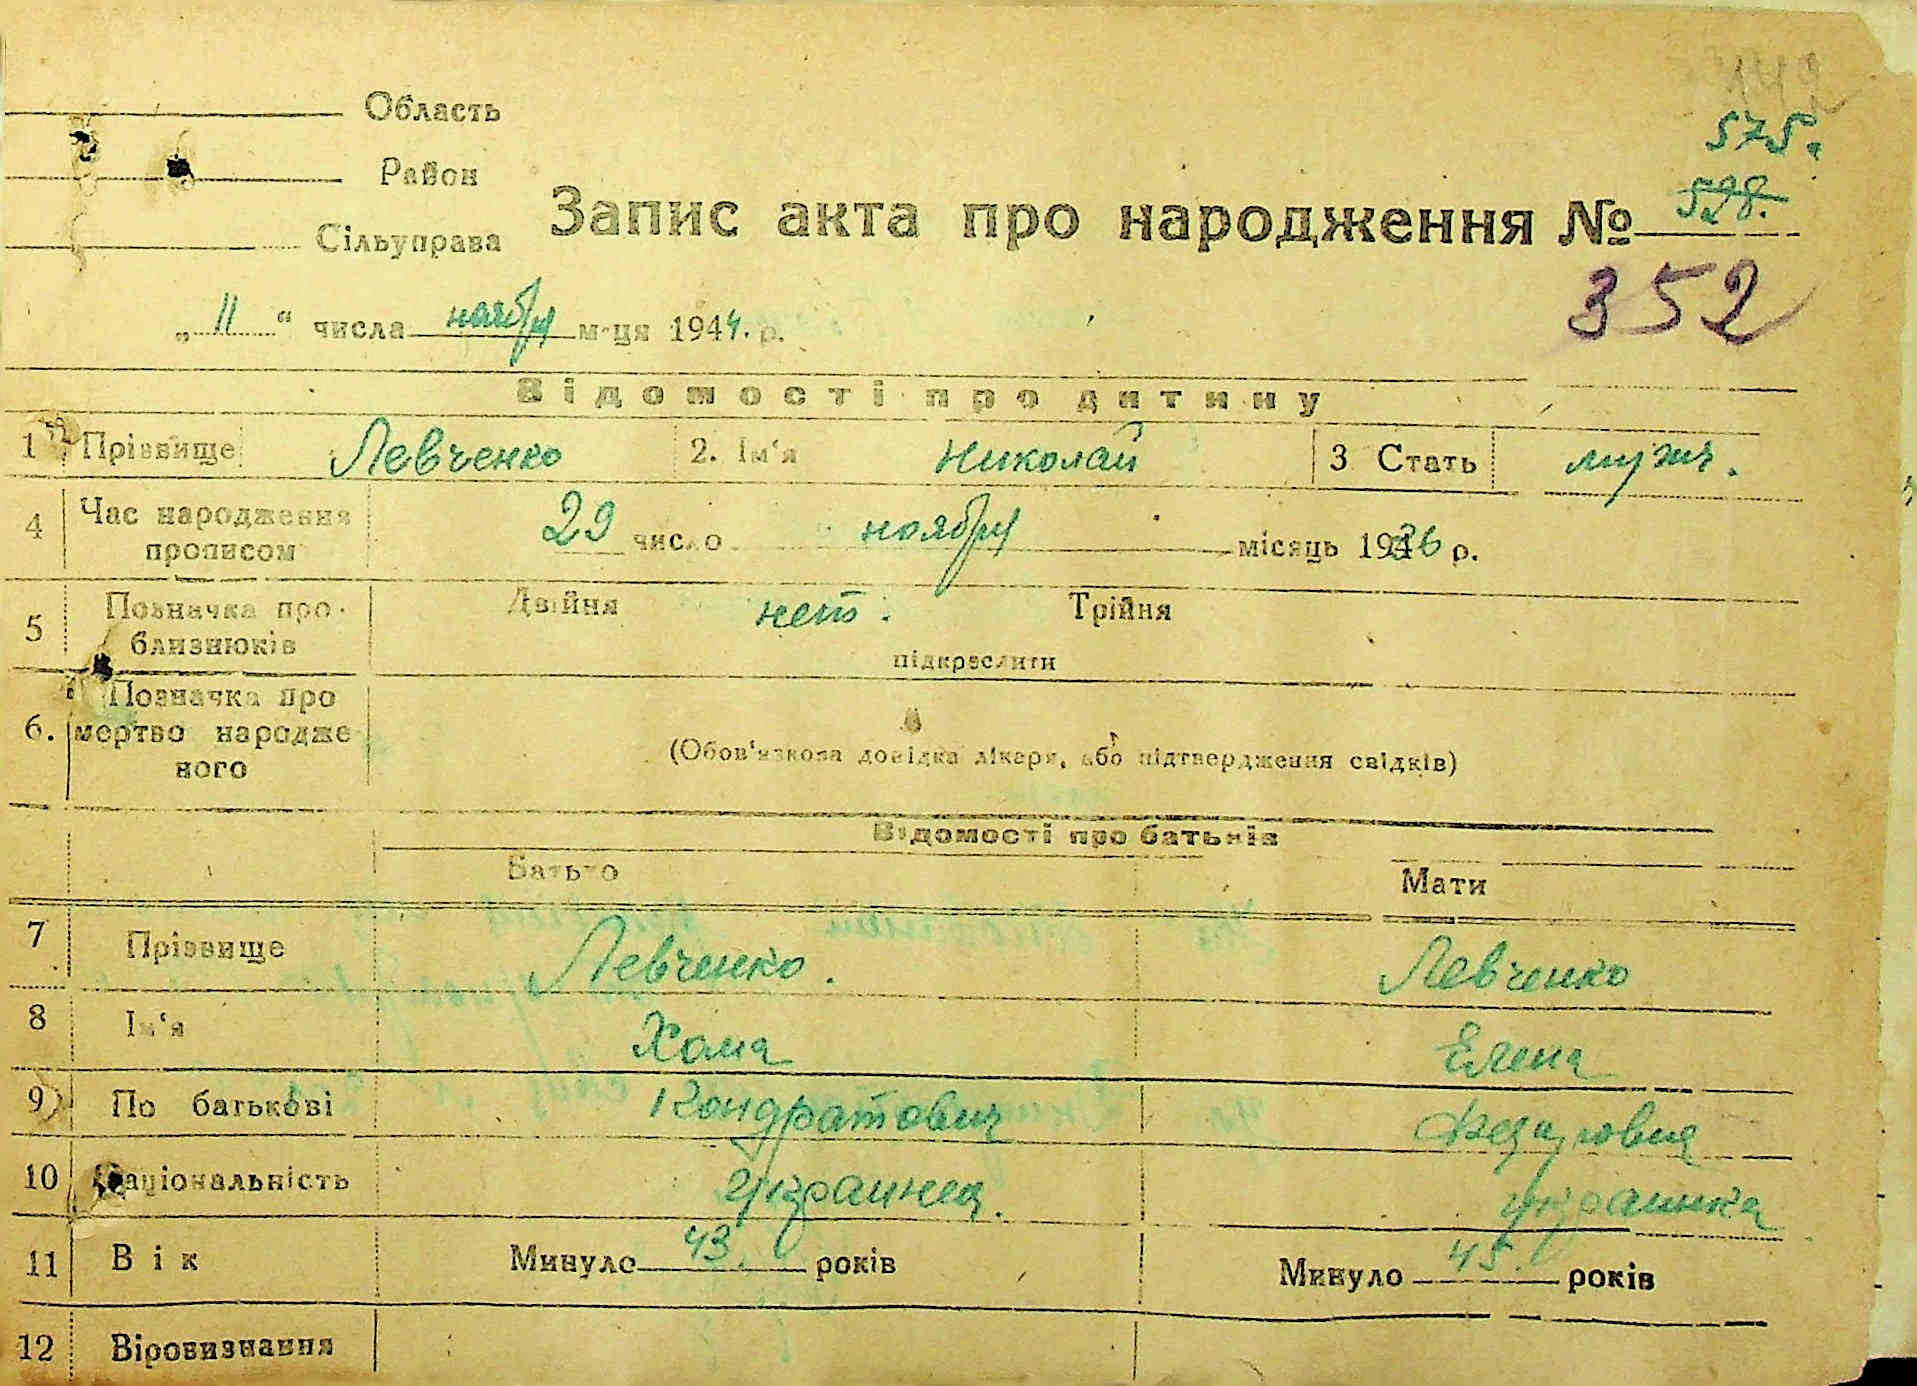 142
Область
575.
Район
Запис акта про народження № 528.
Сільуправа
352
„ 11 “ числа ноября м-ця 1944. р.
Відомості про дитину
1 Прізвище Левченко 2. Ім‘я Николай 3 Стать муж.
4 Час народження прописом 29 число ноября місяць 1936 р.
5 Позначка про близнюків Двійня нет. Трійня
підкреслити
6. Позначка про мертво народженого
(Обов‘язкова довідка лікаря, або підтвердження свідків)
Відомості про батьків
Батько Мати
7 Прізвище Левченко. Левченко
8 Ім‘я Хома Елена
9 По батькові Кондратович
10 Національність украинец. украинка
11 Вік Минуло 43. років Минуло 45. років
12 Віровизнання